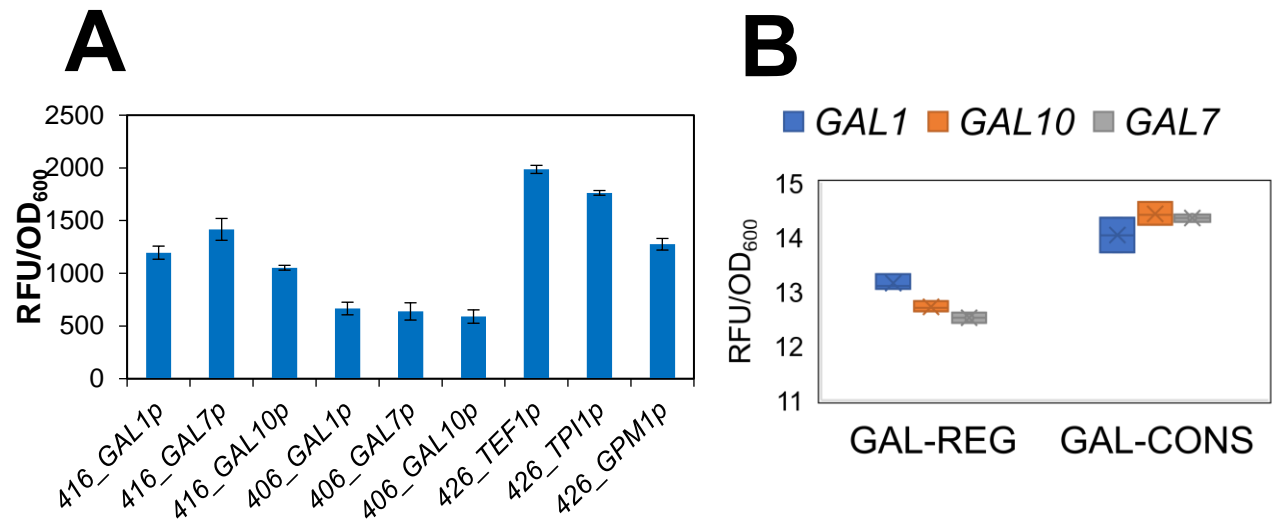 A
RFU/OD600
2500
2000
1500
1000
500
0
416_GAL1p
416_GAL7p
416_GAL10p
406_GAL1p
406_GAL7p
406_GAL10p
426_TEF1p
426_TPI1p
426_GPM1p
B
GAL1 GAL10 GAL7
RFU/OD600
15
14
13
12
11
GAL-REG GAL-CONS